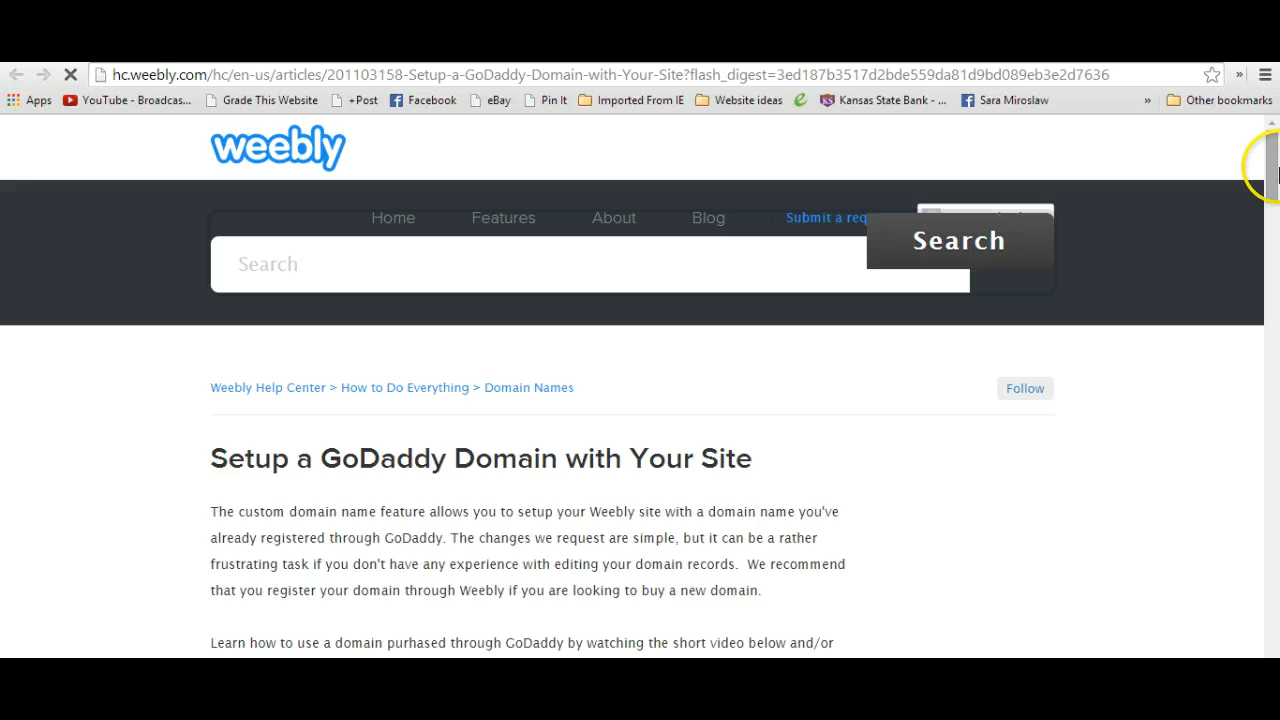 hc.weebly.com/hc/en-us/articles/201103158-Setup-a-GoDaddy-Domain-with-Your-Site?flash_digest=3ed187b3517d2bde559da81d9bd089eb3e2d7636
Apps YouTube - Broadcas... Grade This Website +Post Facebook eBay Pin It Imported From IE Website ideas Kansas State Bank - ... Sara Miroslaw » Other bookmarks
weebly
Home Features About Blog Submit a req
Search
Search
Weebly Help Center > How to Do Everything > Domain Names
Follow
Setup a GoDaddy Domain with Your Site
The custom domain name feature allows you to setup your Weebly site with a domain name you've
already registered through GoDaddy. The changes we request are simple, but it can be a rather
frustrating task if you don't have any experience with editing your domain records. We recommend
that you register your domain through Weebly if you are looking to buy a new domain.
Learn how to use a domain purhased through GoDaddy by watching the short video below and/or